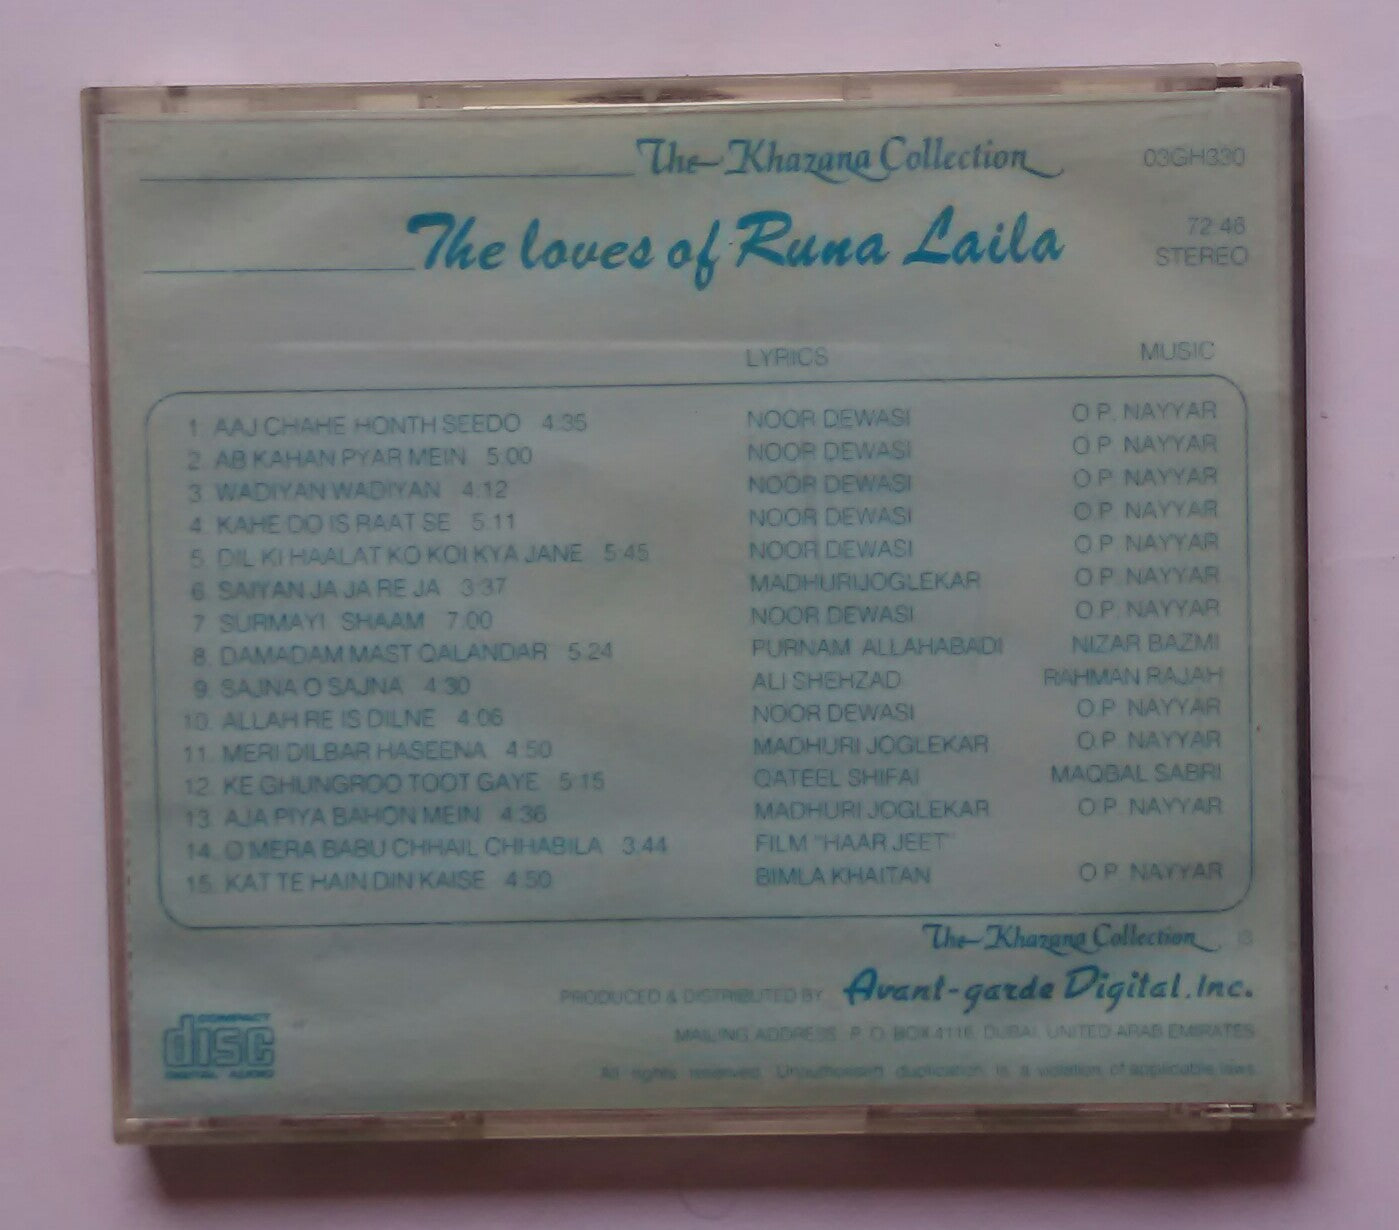 The Khazana Collection 03GH330
The loves of Runa Laila 72:46
STEREO
LYRICS MUSIC
1. AAJ CHAHE HONTH SEEDO 4:35 NOOR DEWASI O.P. NAYYAR
2. AB KAHAN PYAR MEIN 5:00 NOOR DEWASI O.P. NAYYAR
3. WADIYAN WADIYAN 4:12 NOOR DEWASI O.P. NAYYAR
4. KAHE DO IS RAAT SE 5:11 NOOR DEWASI O.P. NAYYAR
5. DIL KI HAALAT KO KOI KYA JANE 5:45 NOOR DEWASI O.P. NAYYAR
6. SAIYAN JA JA RE JA 3:37 MADHURI JOGLEKAR O.P. NAYYAR
7. SURMAYI SHAAM 7:00 NOOR DEWASI O.P. NAYYAR
8. DAMADAM MAST QALANDAR 5:24 PURNAM ALLAHABADI NIZAR BAZMI
9. SAJNA O SAJNA 4:30 ALI SHEHZAD RAHMAN RAJAH
10. ALLAH RE IS DILNE 4:06 NOOR DEWASI O.P. NAYYAR
11. MERI DILBAR HASEENA 4:50 MADHURI JOGLEKAR O.P. NAYYAR
12. KE GHUNGROO TOOT GAYE 5:15 QATEEL SHIFAI MAQBAL SABRI
13. AJA PIYA BAHON MEIN 4:36 MADHURI JOGLEKAR O.P. NAYYAR
14. O MERA BABU CHHAIL CHHABILA 3:44 FILM "HAAR JEET"
15. KAT TE HAIN DIN KAISE 4:50 BIMLA KHAITAN O.P. NAYYAR
The Khazana Collection
PRODUCED & DISTRIBUTED BY Avant-garde Digital, Inc.
MAILING ADDRESS: P. O. BOX 4116, DUBAI, UNITED ARAB EMIRATES
All rights reserved. Unauthorised duplication is a violation of applicable laws.
COMPACT
disc
DIGITAL AUDIO